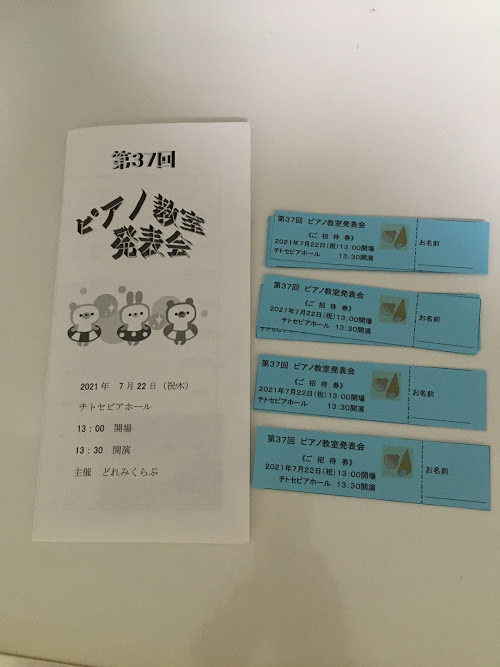 第37回
ピアノ教室
発表会
2021年 7月22日（祝木）
チトセピアホール
13：00 開場
13：30 開演
主催 どれみくらぶ
第37回 ピアノ教室発表会
《ご 招 待 券》
2021年7月22日(祝)13:00開場
チトセピアホール 13:30開演
お名前
第37回 ピアノ教室発表会
《ご 招 待 券》
2021年7月22日(祝)13:00開場
チトセピアホール 13:30開演
お名前
第37回 ピアノ教室発表会
《ご 招 待 券》
2021年7月22日(祝)13:00開場
チトセピアホール 13:30開演
お名前
第37回 ピアノ教室発表会
《ご 招 待 券》
2021年7月22日(祝)13:00開場
チトセピアホール 13:30開演
お名前